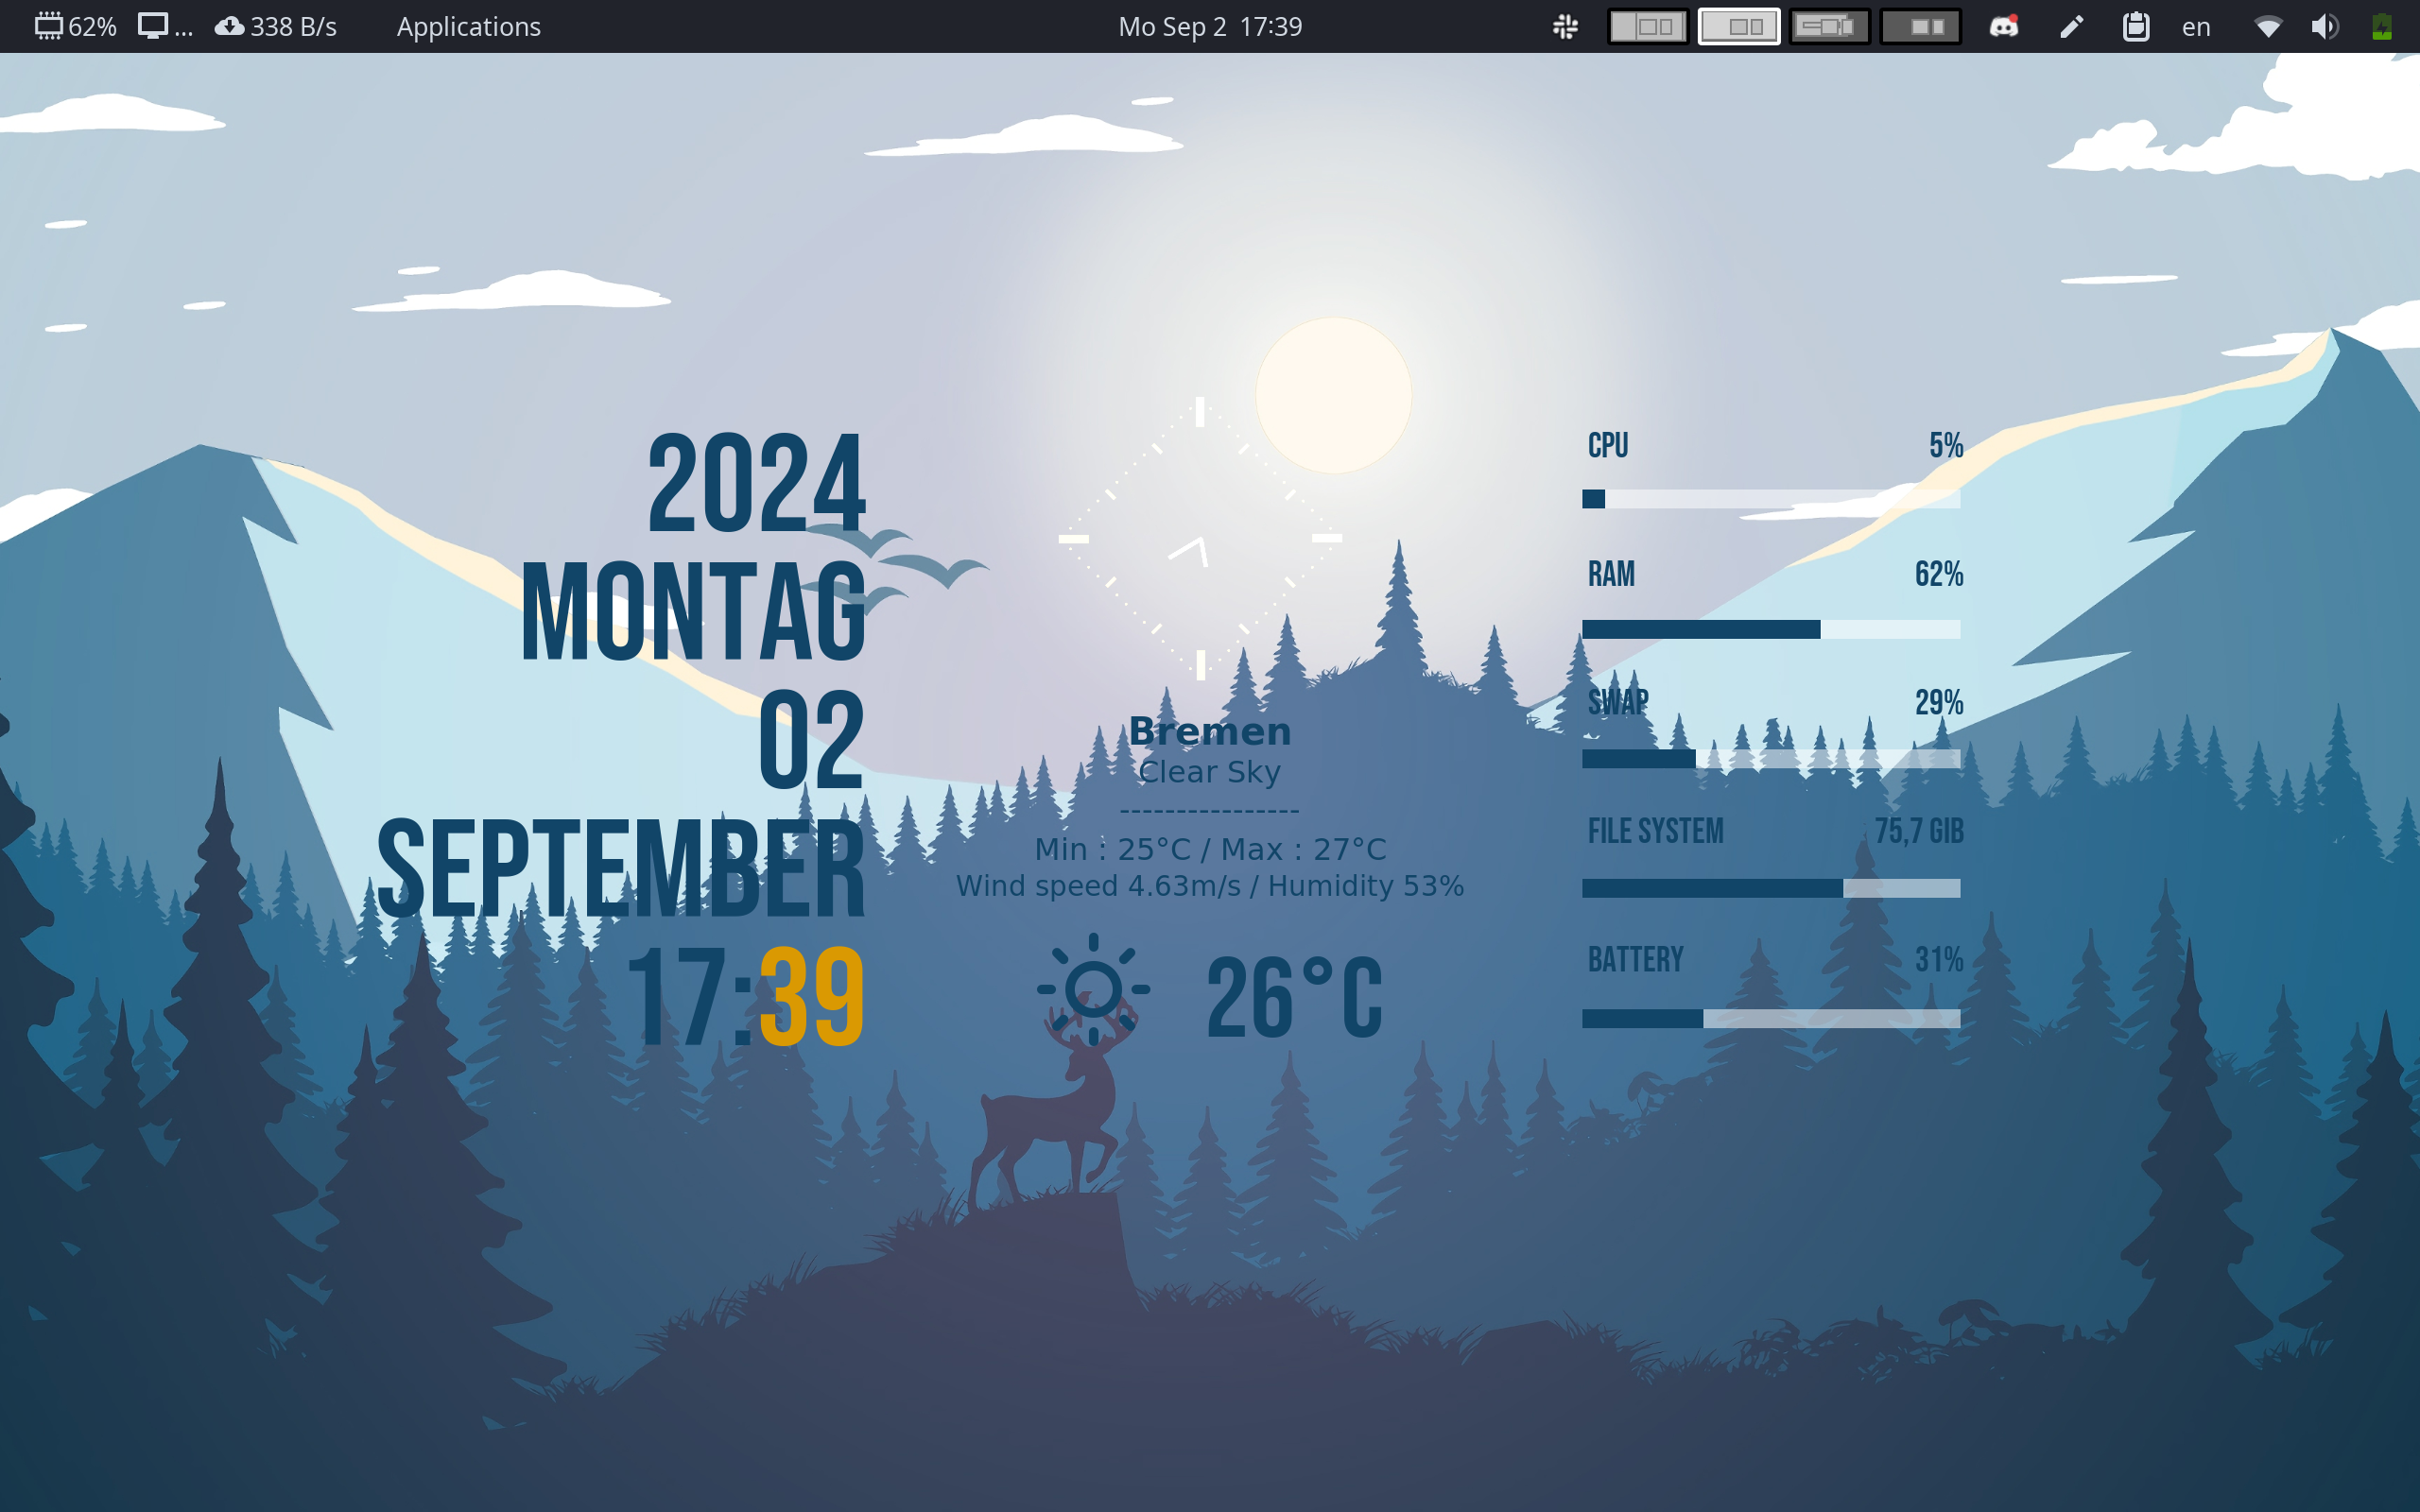 62% ... 338 B/s Applications Mo Sep 2 17:39 en
2024
MONTAG
02
SEPTEMBER
17:39
Bremen
Clear Sky
----------------
Min : 25°C / Max : 27°C
Wind speed 4.63m/s / Humidity 53%
26°C
CPU 5%
RAM 62%
SWAP 29%
FILE SYSTEM 75,7 GIB
BATTERY 31%